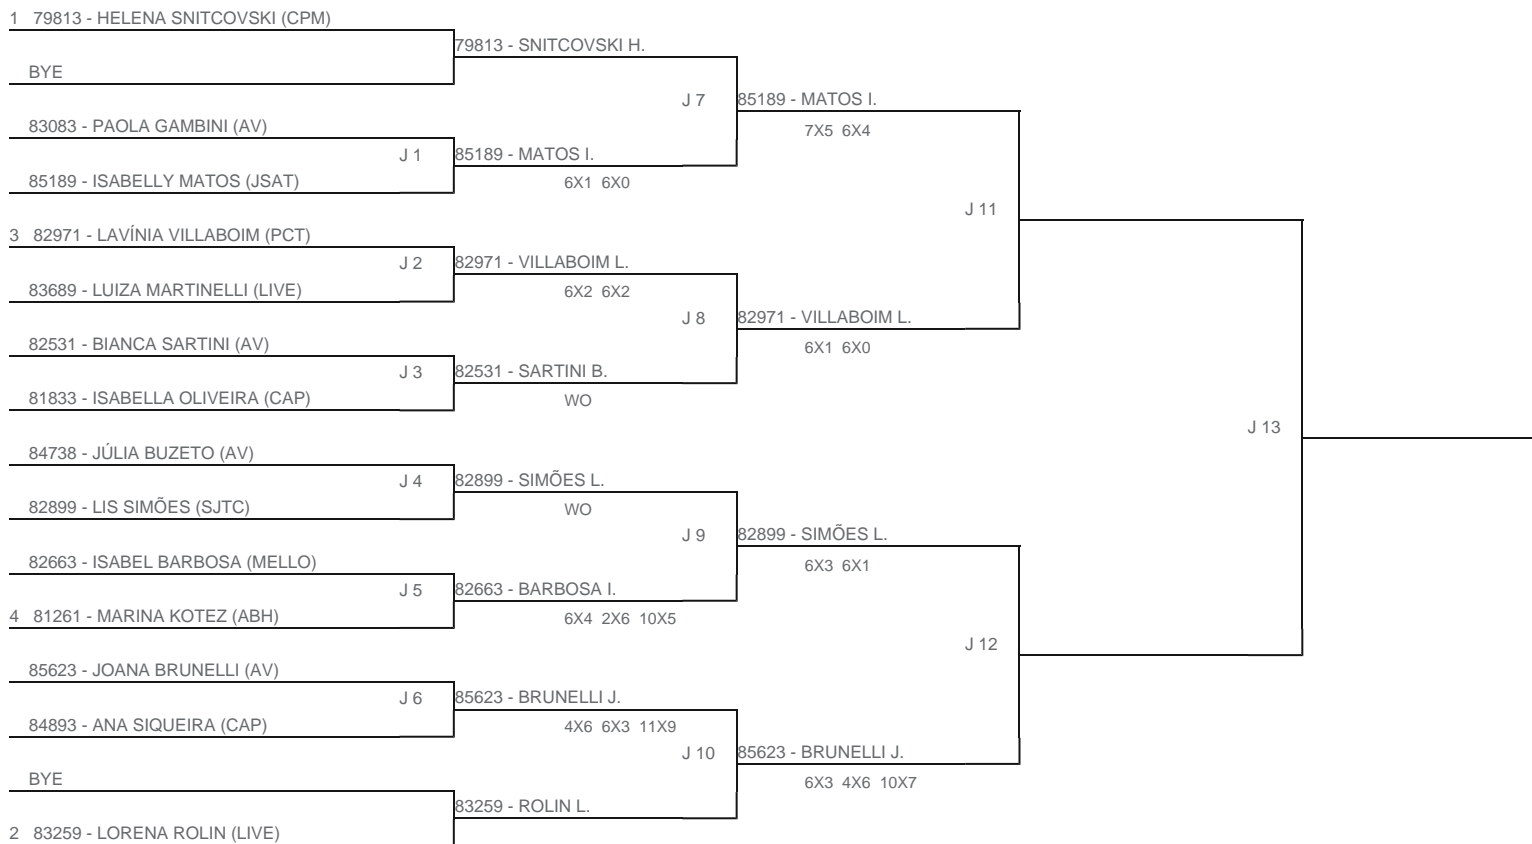 1 79813 - HELENA SNITCOVSKI (CPM)
79813 - SNITCOVSKI H.
BYE
J 7
85189 - MATOS I.
7X5 6X4
83083 - PAOLA GAMBINI (AV)
J 1
85189 - MATOS I.
6X1 6X0
85189 - ISABELLY MATOS (JSAT)
J 11
3 82971 - LAVÍNIA VILLABOIM (PCT)
J 2
82971 - VILLABOIM L.
6X2 6X2
83689 - LUIZA MARTINELLI (LIVE)
J 8
82971 - VILLABOIM L.
6X1 6X0
82531 - BIANCA SARTINI (AV)
J 3
82531 - SARTINI B.
WO
81833 - ISABELLA OLIVEIRA (CAP)
J 13
84738 - JÚLIA BUZETO (AV)
J 4
82899 - SIMÕES L.
WO
82899 - LIS SIMÕES (SJTC)
J 9
82899 - SIMÕES L.
6X3 6X1
82663 - ISABEL BARBOSA (MELLO)
J 5
82663 - BARBOSA I.
6X4 2X6 10X5
4 81261 - MARINA KOTEZ (ABH)
J 12
85623 - JOANA BRUNELLI (AV)
J 6
85623 - BRUNELLI J.
4X6 6X3 11X9
84893 - ANA SIQUEIRA (CAP)
J 10
85623 - BRUNELLI J.
6X3 4X6 10X7
BYE
83259 - ROLIN L.
2 83259 - LORENA ROLIN (LIVE)